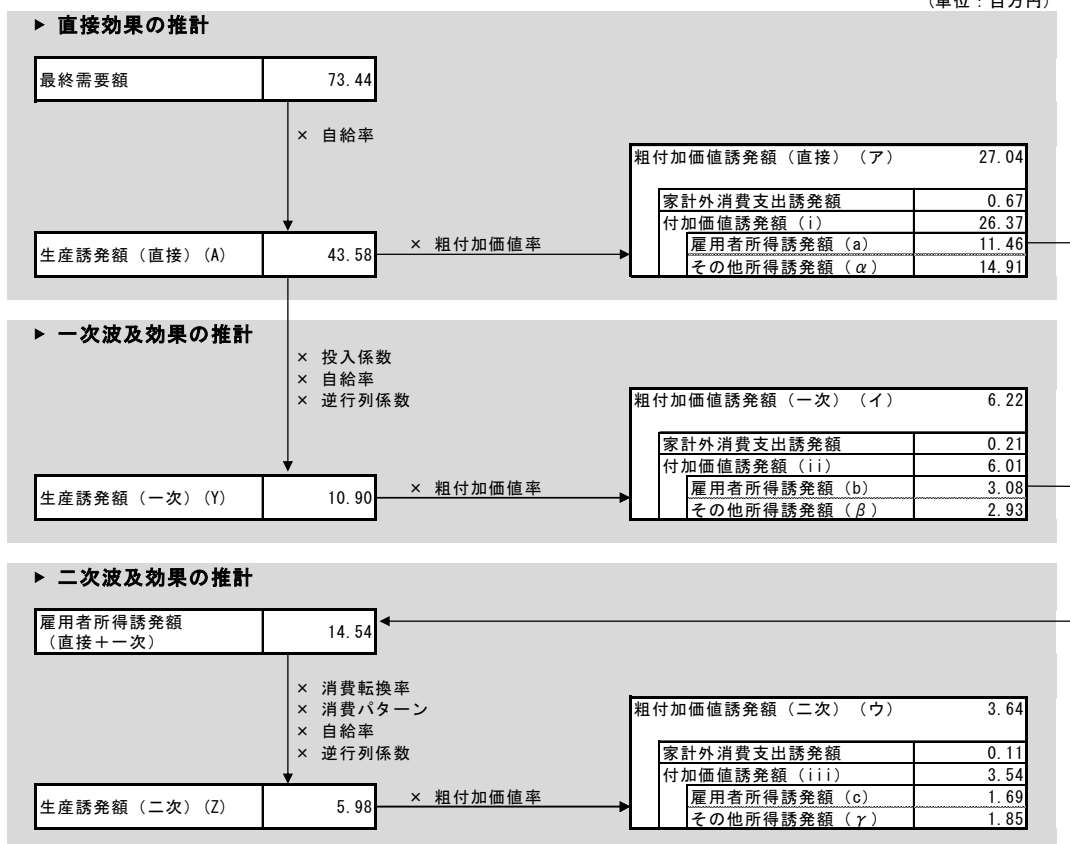 (単位：百万円)
▶ 直接効果の推計
最終需要額 73.44
× 自給率
粗付加価値誘発額（直接）（ア） 27.04
家計外消費支出誘発額 0.67
付加価値誘発額（i） 26.37
生産誘発額（直接）(A) 43.58 × 粗付加価値率 雇用者所得誘発額（a） 11.46
その他所得誘発額（α） 14.91
▶ 一次波及効果の推計
× 投入係数
× 自給率
× 逆行列係数
粗付加価値誘発額（一次）（イ） 6.22
家計外消費支出誘発額 0.21
付加価値誘発額（ii） 6.01
生産誘発額（一次）(Y) 10.90 × 粗付加価値率 雇用者所得誘発額（b） 3.08
その他所得誘発額（β） 2.93
▶ 二次波及効果の推計
雇用者所得誘発額
（直接＋一次） 14.54
× 消費転換率
× 消費パターン
× 自給率
× 逆行列係数
粗付加価値誘発額（二次）（ウ） 3.64
家計外消費支出誘発額 0.11
付加価値誘発額（iii） 3.54
生産誘発額（二次）(Z) 5.98 × 粗付加価値率 雇用者所得誘発額（c） 1.69
その他所得誘発額（γ） 1.85